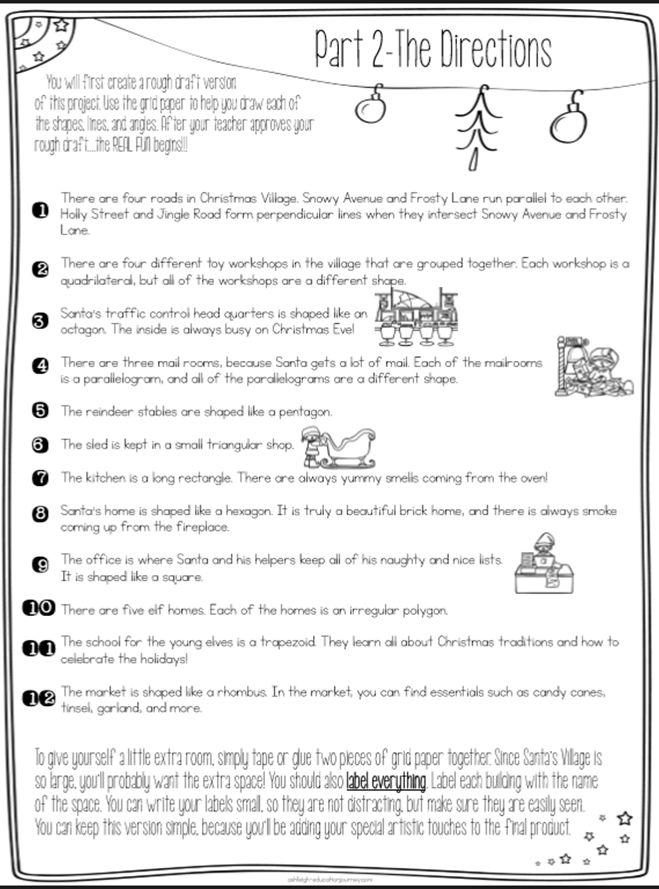 Part 2-The Directions
You will first create a rough draft version
of this project. Use the grid paper to help you draw each of
the shapes, lines, and angles. After your teacher approves your
rough draft....the REAL FUN begins!!!
1 There are four roads in Christmas Village. Snowy Avenue and Frosty Lane run parallel to each other.
Holly Street and Jingle Road form perpendicular lines when they intersect Snowy Avenue and Frosty
Lane.
2 There are four different toy workshops in the village that are grouped together. Each workshop is a
quadrilateral, but all of the workshops are a different shape.
3 Santa's traffic control head quarters is shaped like an
octagon. The inside is always busy on Christmas Eve!
4 There are three mail rooms, because Santa gets a lot of mail. Each of the mailrooms
is a parallelogram, and all of the parallelograms are a different shape.
5 The reindeer stables are shaped like a pentagon.
6 The sled is kept in a small triangular shop.
7 The kitchen is a long rectangle. There are always yummy smells coming from the oven!
8 Santa's home is shaped like a hexagon. It is truly a beautiful brick home, and there is always smoke
coming up from the fireplace.
9 The office is where Santa and his helpers keep all of his naughty and nice lists.
It is shaped like a square.
10 There are five elf homes. Each of the homes is an irregular polygon.
11 The school for the young elves is a trapezoid. They learn all about Christmas traditions and how to
celebrate the holidays!
12 The market is shaped like a rhombus. In the market, you can find essentials such as candy canes,
tinsel, garland, and more.
To give yourself a little extra room, simply tape or glue two pieces of grid paper together. Since Santa's Village is
so large, you'll probably want the extra space! You should also label everything. Label each building with the name
of the space. You can write your labels small, so they are not distracting, but make sure they are easily seen.
You can keep this version simple, because you'll be adding your special artistic touches to the final product.
ashleigh-educationjourney.com